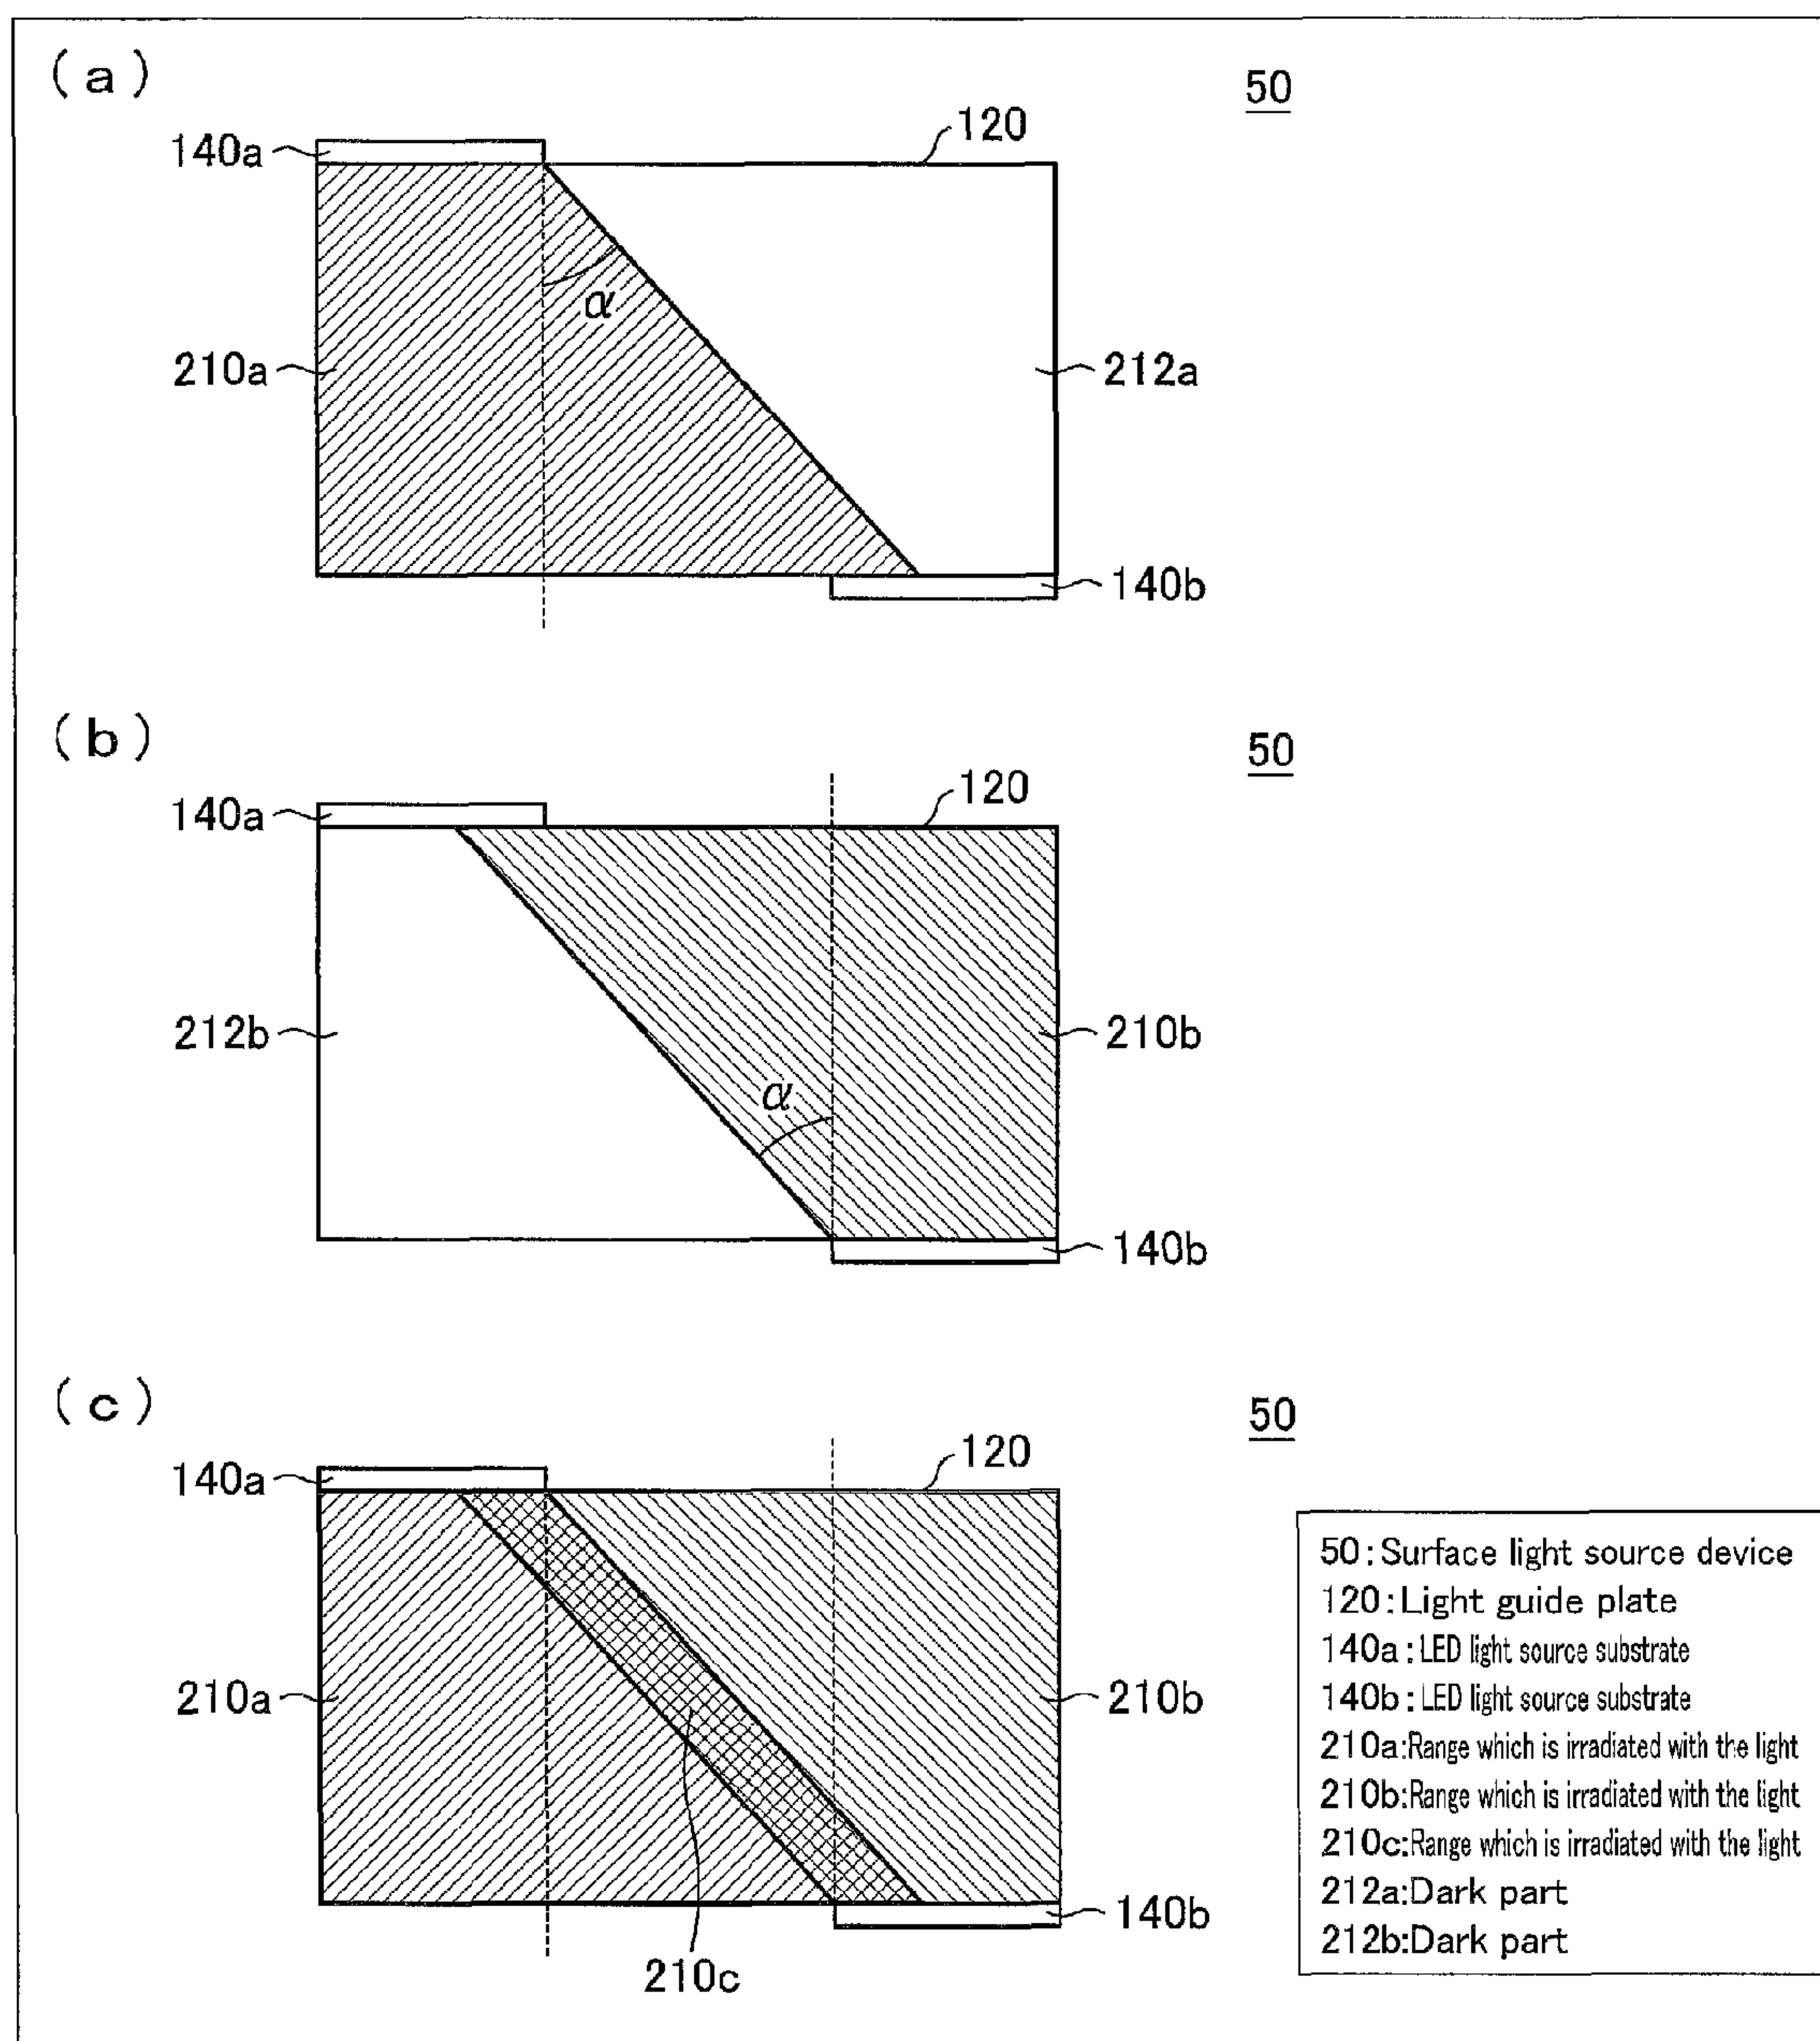 (a)
50
120
140a
α
210a
212a
140b
(b)
50
120
140a
212b
210b
α
140b
(c)
50
120
140a
210a
210b
140b
210c
50:Surface light source device
120:Light guide plate
140a:LED light source substrate
140b:LED light source substrate
210a:Range which is irradiated with the light
210b:Range which is irradiated with the light
210c:Range which is irradiated with the light
212a:Dark part
212b:Dark part